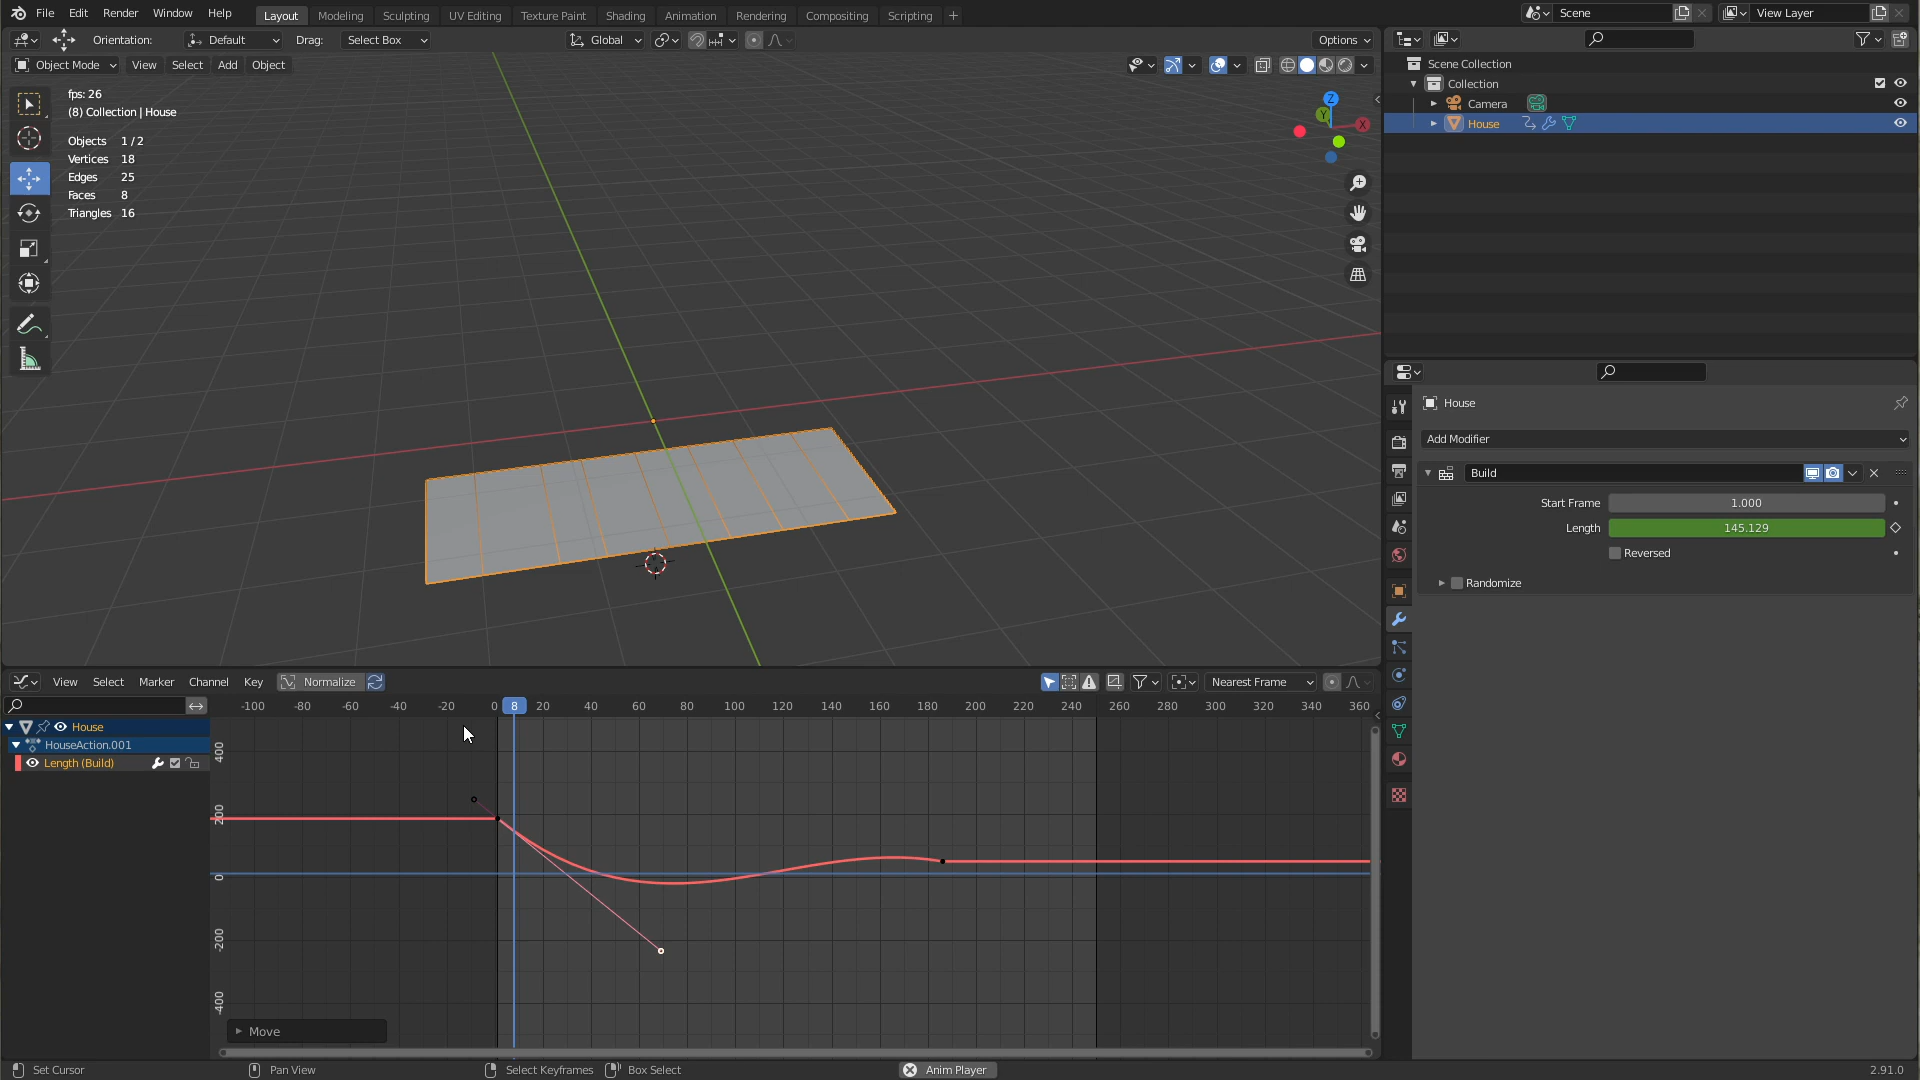 File Edit Render Window Help Layout Modeling Sculpting UV Editing Texture Paint Shading Animation Rendering Compositing Scripting + Scene View Layer
Orientation: Default Drag: Select Box Global Options
Object Mode View Select Add Object
fps: 26
(8) Collection | House
Objects 1 / 2
Vertices 18
Edges 25
Faces 8
Triangles 16
Z
Y
X
Scene Collection
Collection
Camera
House
House
Add Modifier
Build
Start Frame 1.000
Length 145.129
Reversed
Randomize
View Select Marker Channel Key Normalize Nearest Frame
-100 -80 -60 -40 -20 0 8 20 40 60 80 100 120 140 160 180 200 220 240 260 280 300 320 340 360
House
HouseAction.001
Length (Build)
400
200
0
-200
-400
Move
Set Cursor Pan View Select Keyframes Box Select Anim Player 2.91.0